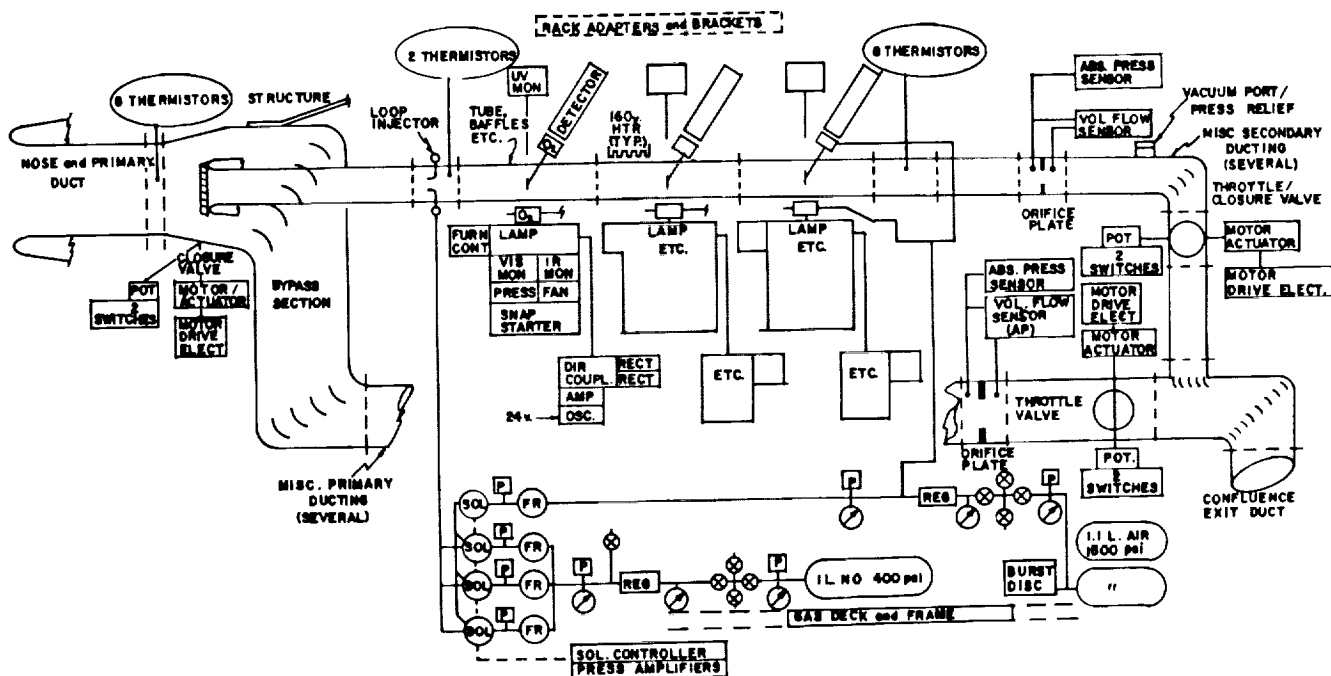 RACK ADAPTERS and BRACKETS
2 THERMISTORS
8 THERMISTORS
6 THERMISTORS
STRUCTURE
LOOP
INJECTOR
UV
MON
TUBE,
BAFFLES
ETC.
O3
DETECTOR
160v
HTR
(TYP.)
ABS. PRESS
SENSOR
VOL FLOW
SENSOR
VACUUM PORT/
PRESS RELIEF
MISC SECONDARY
DUCTING
(SEVERAL)
THROTTLE/
CLOSURE VALVE
NOSE and PRIMARY
DUCT
ORIFICE
PLATE
CLOSURE
VALVE
POT
2
SWITCHES
MOTOR/
ACTUATOR
MOTOR
DRIVE
ELECT
BYPASS
SECTION
FURN
CONT
LAMP
VIS
MON
IR
MON
PRESS
FAN
SNAP
STARTER
LAMP
ETC.
LAMP
ETC.
POT
2
SWITCHES
MOTOR
ACTUATOR
MOTOR
DRIVE ELECT.
ABS. PRESS
SENSOR
VOL. FLOW
SENSOR
(AP)
MOTOR
DRIVE
ELECT
MOTOR
ACTUATOR
DIR
COUPL.
RECT
RECT
AMP
OSC.
24v.
ETC.
ETC.
THROTTLE
VALVE
ORIFICE
PLATE
POT.
SWITCHES
CONFLUENCE
EXIT DUCT
MISC. PRIMARY
DUCTING
(SEVERAL)
SOL
P
FR
P
REG
P
SOL
P
FR
SOL
P
FR
P
REG
P
1L. NO 400 psi
SOL
P
FR
1.1 L. AIR
1500 psi
BURST
DISC
"
GAS DECK and FRAME
SOL. CONTROLLER
PRESS AMPLIFIERS